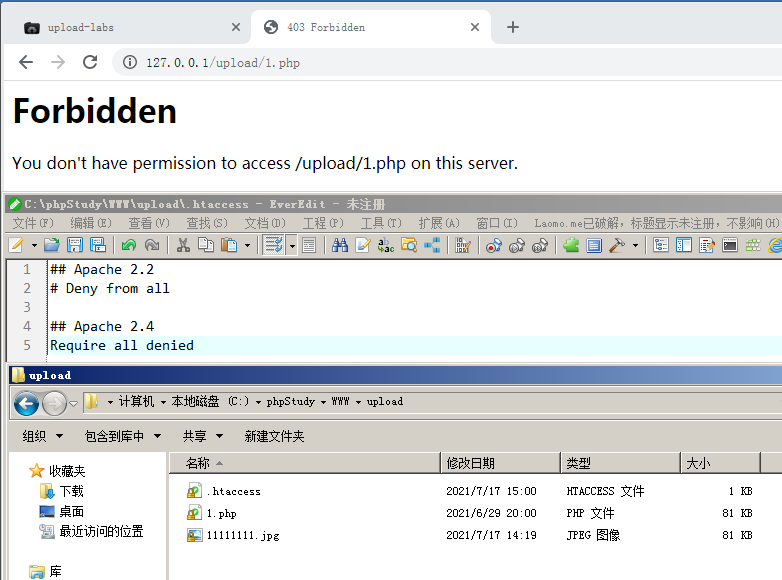 upload-labs
403 Forbidden
127.0.0.1/upload/1.php
Forbidden
You don't have permission to access /upload/1.php on this server.
C:\phpStudy\WWW\upload\.htaccess - EverEdit - 未注册
文件(F) 编辑(E) 查看(V) 查找(S) 文档(D) 工程(P) 工具(T) 扩展(A) 窗口(I) Laomo.me已破解，标题显示未注册，不影响(H)
1 ## Apache 2.2
2 # Deny from all
3
4 ## Apache 2.4
5 Require all denied
upload
计算机 本地磁盘 (C:) phpStudy WWW upload
组织 包含到库中 共享 新建文件夹
收藏夹
下载
桌面
最近访问的位置
库
名称 修改日期 类型 大小
.htaccess 2021/7/17 15:00 HTACCESS 文件 1 KB
1.php 2021/6/29 20:00 PHP 文件 81 KB
11111111.jpg 2021/7/17 14:19 JPEG 图像 81 KB